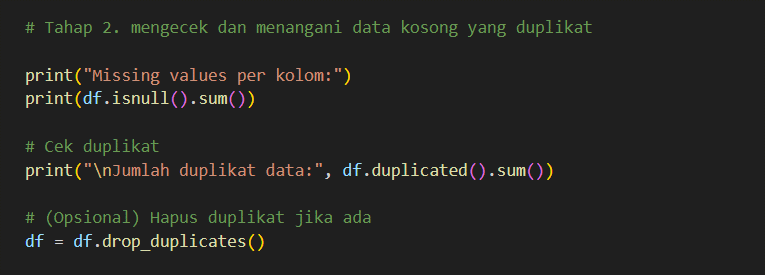 # Tahap 2. mengecek dan menangani data kosong yang duplikat
print("Missing values per kolom:")
print(df.isnull().sum())
# Cek duplikat
print("\nJumlah duplikat data:", df.duplicated().sum())
# (Opsional) Hapus duplikat jika ada
df = df.drop_duplicates()